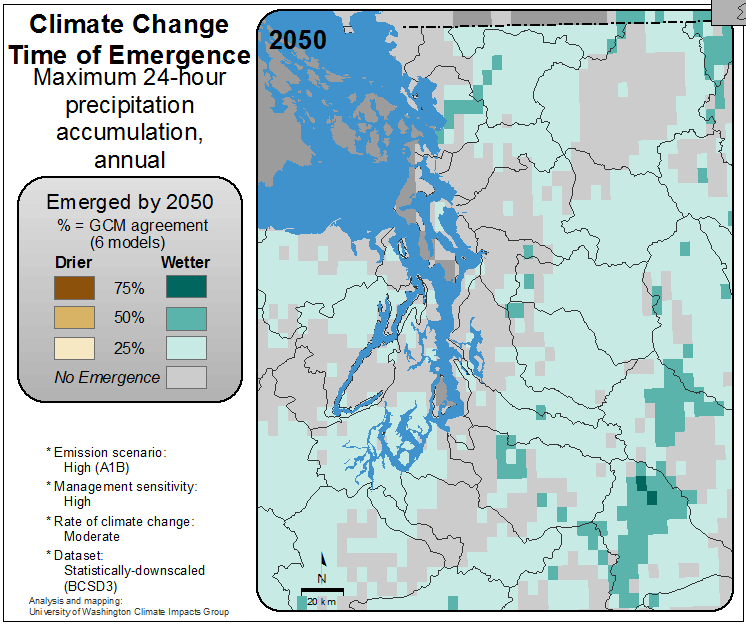 Climate Change
Time of Emergence
Maximum 24-hour
precipitation
accumulation,
annual
Emerged by 2050
% = GCM agreement
(6 models)
Drier Wetter
75%
50%
25%
No Emergence
* Emission scenario:
High (A1B)
* Management sensitivity:
High
* Rate of climate change:
Moderate
* Dataset:
Statistically-downscaled
(BCSD3)
Analysis and mapping:
University of Washington Climate Impacts Group
2050
N
20 km